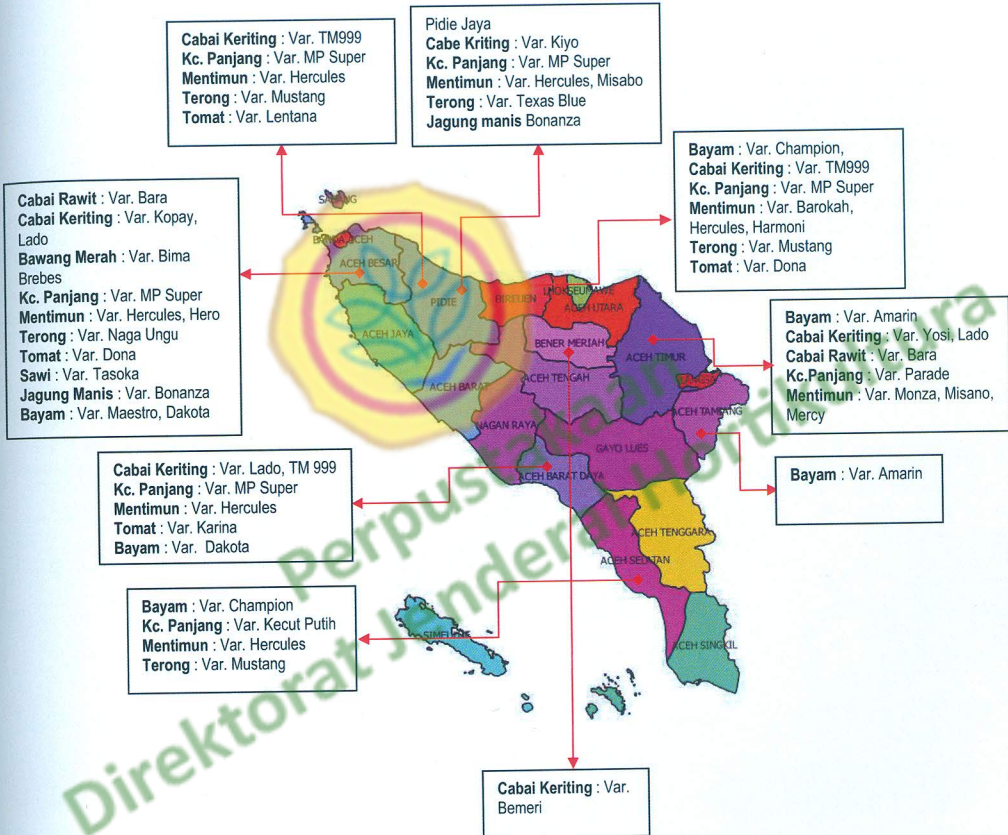 Cabai Keriting : Var. TM999
Kc. Panjang : Var. MP Super
Mentimun : Var. Hercules
Terong : Var. Mustang
Tomat : Var. Lentana
Pidie Jaya
Cabe Kriting : Var. Kiyo
Kc. Panjang : Var. MP Super
Mentimun : Var. Hercules, Misabo
Terong : Var. Texas Blue
Jagung manis Bonanza
Bayam : Var. Champion,
Cabai Keriting : Var. TM999
Kc. Panjang : Var. MP Super
Mentimun : Var. Barokah,
Hercules, Harmoni
Terong : Var. Mustang
Tomat : Var. Dona
Cabai Rawit : Var. Bara
Cabai Keriting : Var. Kopay,
Lado
Bawang Merah : Var. Bima
Brebes
Kc. Panjang : Var. MP Super
Mentimun : Var. Hercules, Hero
Terong : Var. Naga Ungu
Tomat : Var. Dona
Sawi : Var. Tasoka
Jagung Manis : Var. Bonanza
Bayam : Var. Maestro, Dakota
Bayam : Var. Amarin
Cabai Keriting : Var. Yosi, Lado
Cabai Rawit : Var. Bara
Kc.Panjang : Var. Parade
Mentimun : Var. Monza, Misano,
Mercy
Cabai Keriting : Var. Lado, TM 999
Kc. Panjang : Var. MP Super
Mentimun : Var. Hercules
Tomat : Var. Karina
Bayam : Var. Dakota
Bayam : Var. Amarin
Bayam : Var. Champion
Kc. Panjang : Var. Kecut Putih
Mentimun : Var. Hercules
Terong : Var. Mustang
Cabai Keriting : Var.
Bemeri
SABANG
BANDA ACEH
ACEH BESAR
PIDIE
BIREUEN
LHOKSEUMAWE
ACEH UTARA
ACEH JAYA
BENER MERIAH
ACEH TIMUR
ACEH BARAT
ACEH TENGAH
ACEH TAMIANG
NAGAN RAYA
GAYO LUES
ACEH BARAT DAYA
ACEH TENGGARA
ACEH SELATAN
SIMEULUE
ACEH SINGKIL
Perpustakaan
Direktorat Jenderal Hortikultura